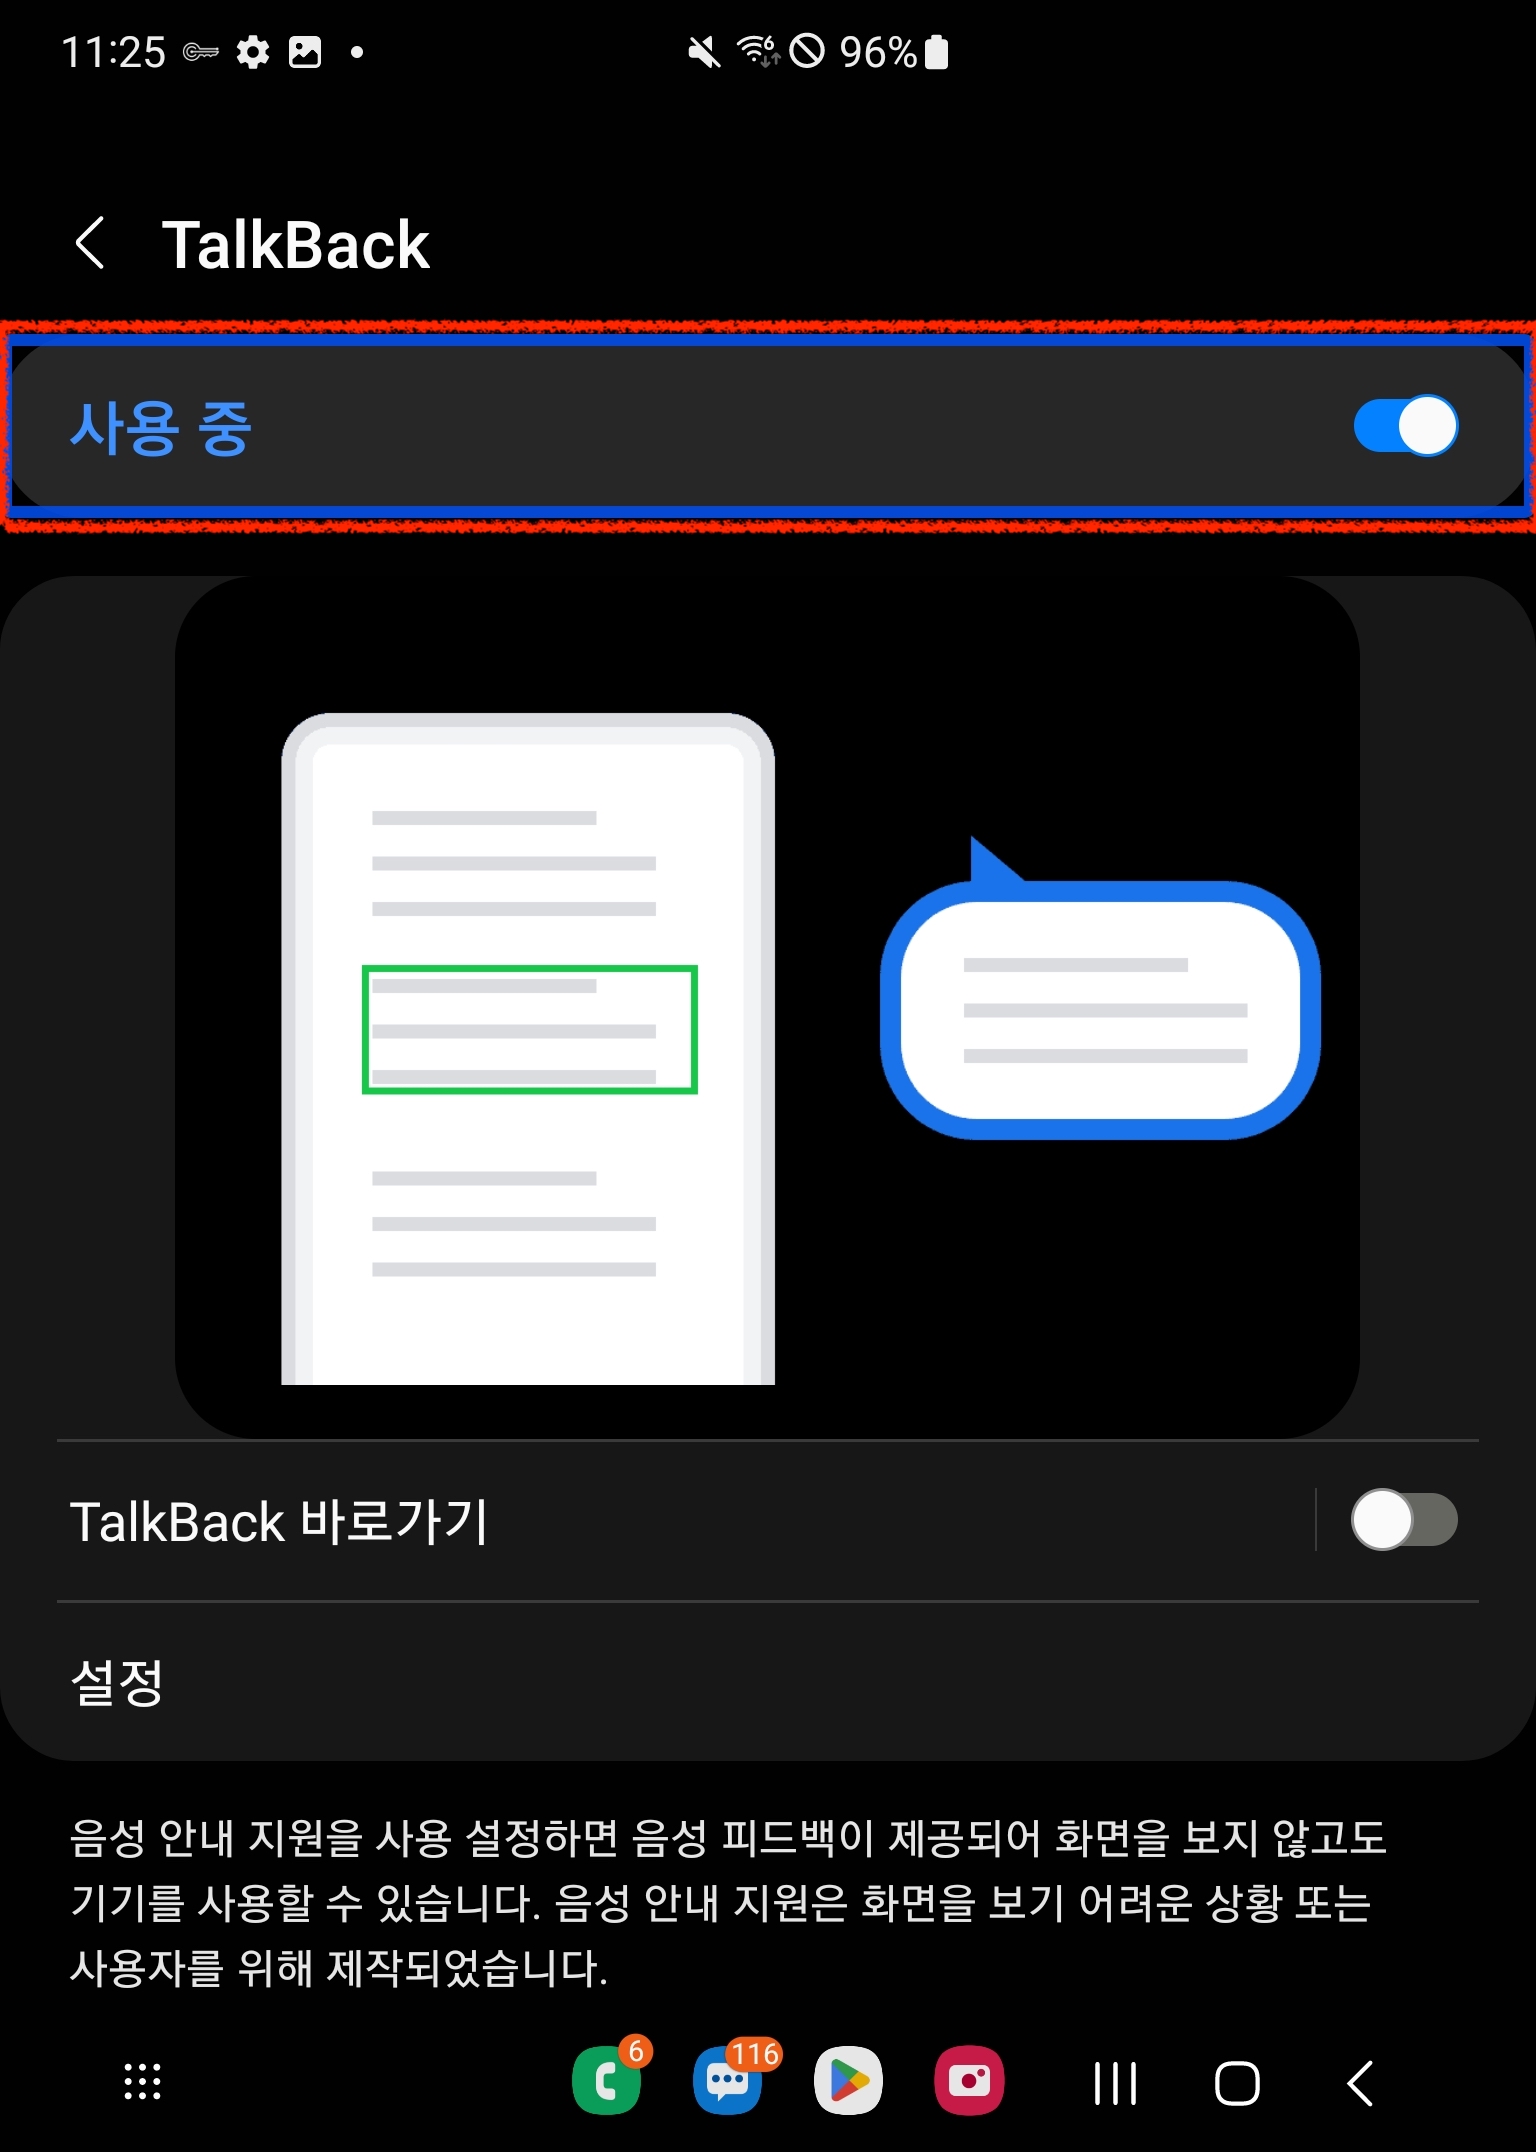 11:25
6
96%
TalkBack
사용 중
TalkBack 바로가기
설정
음성 안내 지원을 사용 설정하면 음성 피드백이 제공되어 화면을 보지 않고도
기기를 사용할 수 있습니다. 음성 안내 지원은 화면을 보기 어려운 상황 또는
사용자를 위해 제작되었습니다.
6
116